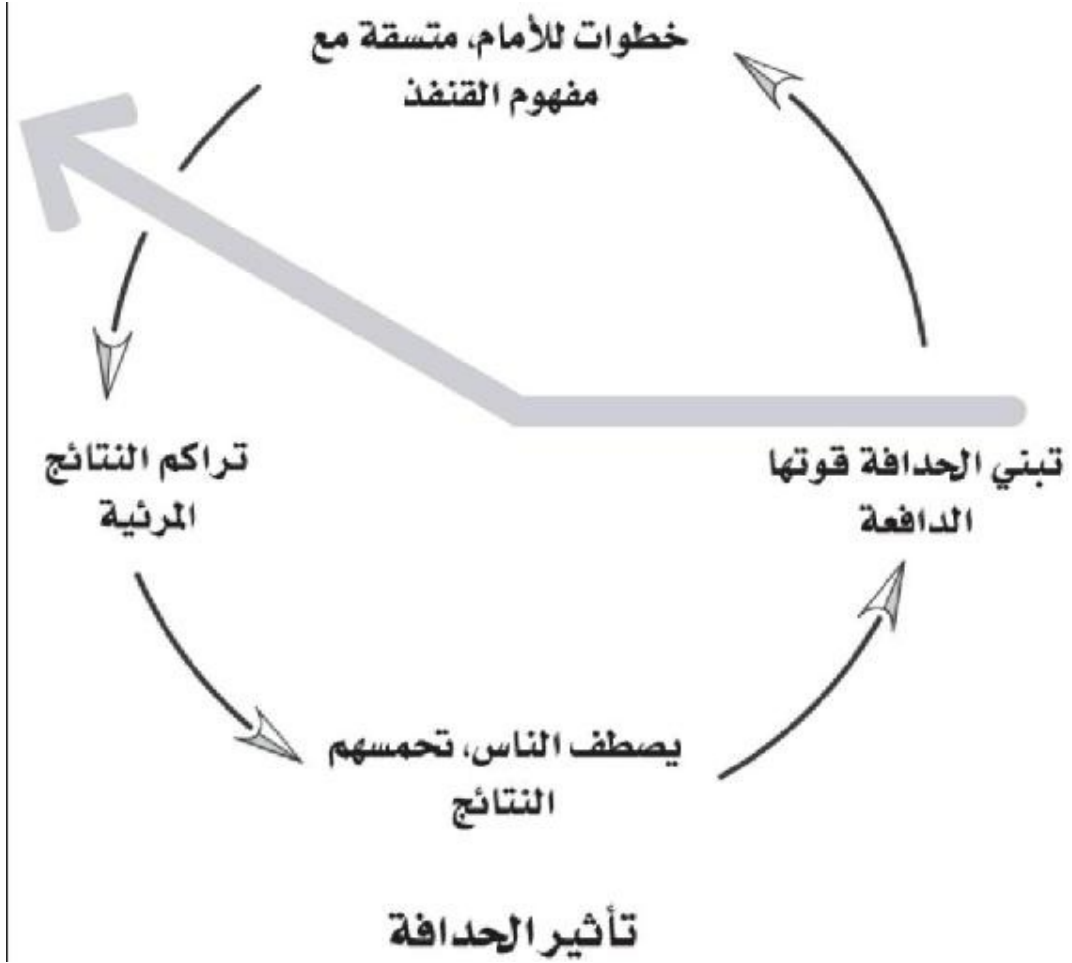 خطوات للأمام، متسقة مع
مفهوم القنفذ
تراكم النتائج
المرئية
يصطف الناس، تحمسهم
النتائج
تبني الحدافة قوتها
الدافعة
تأثير الحدافة